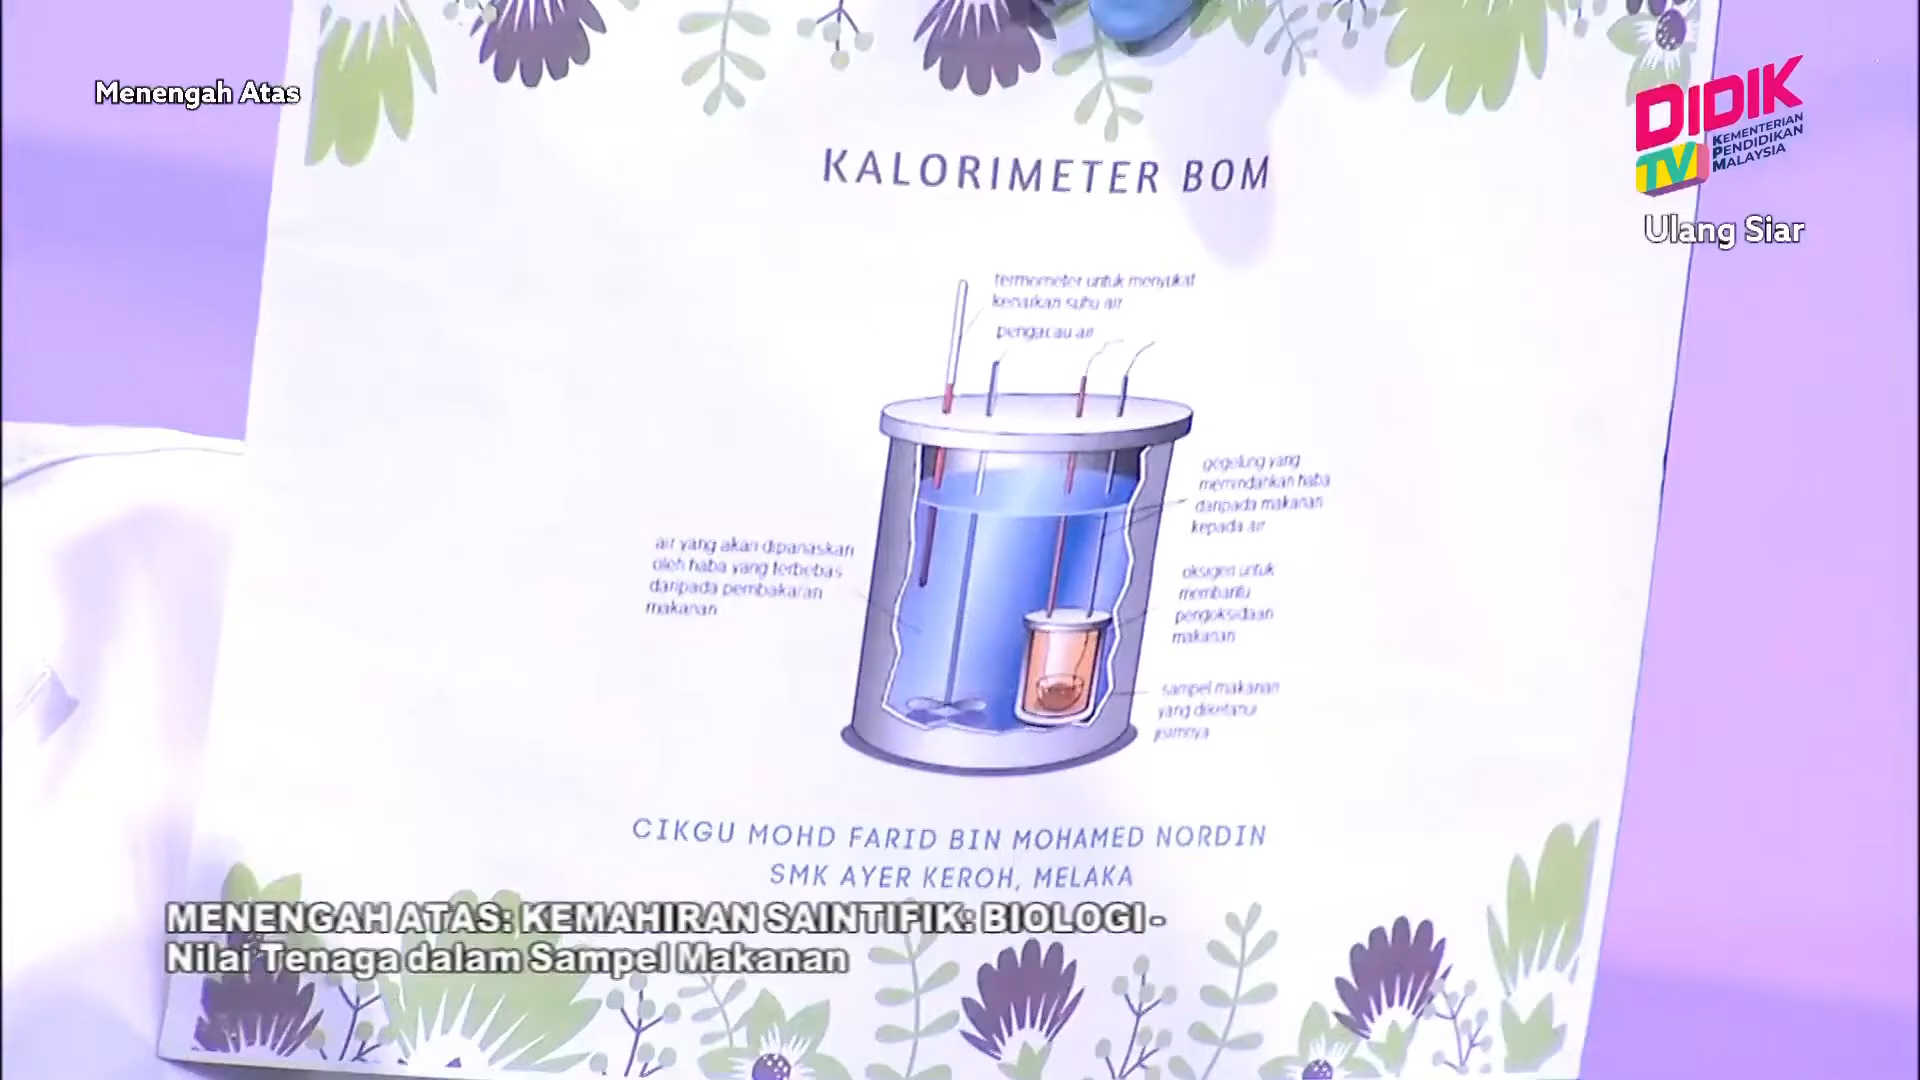 Menengah Atas
DIDIK
TV
KEMENTERIAN
PENDIDIKAN
MALAYSIA
Ulang Siar
KALORIMETER BOM
termometer untuk menyukat
kenaikan suhu air
pengacau air
gegelung yang
memindahkan haba
daripada makanan
kepada air
air yang akan dipanaskan
oleh haba yang terbebas
daripada pembakaran
makanan
oksigen untuk
membantu
pengoksidaan
makanan
sampel makanan
yang diketahui
jisimnya
CIKGU MOHD FARID BIN MOHAMED NORDIN
SMK AYER KEROH, MELAKA
MENENGAH ATAS: KEMAHIRAN SAINTIFIK: BIOLOGI -
Nilai Tenaga dalam Sampel Makanan